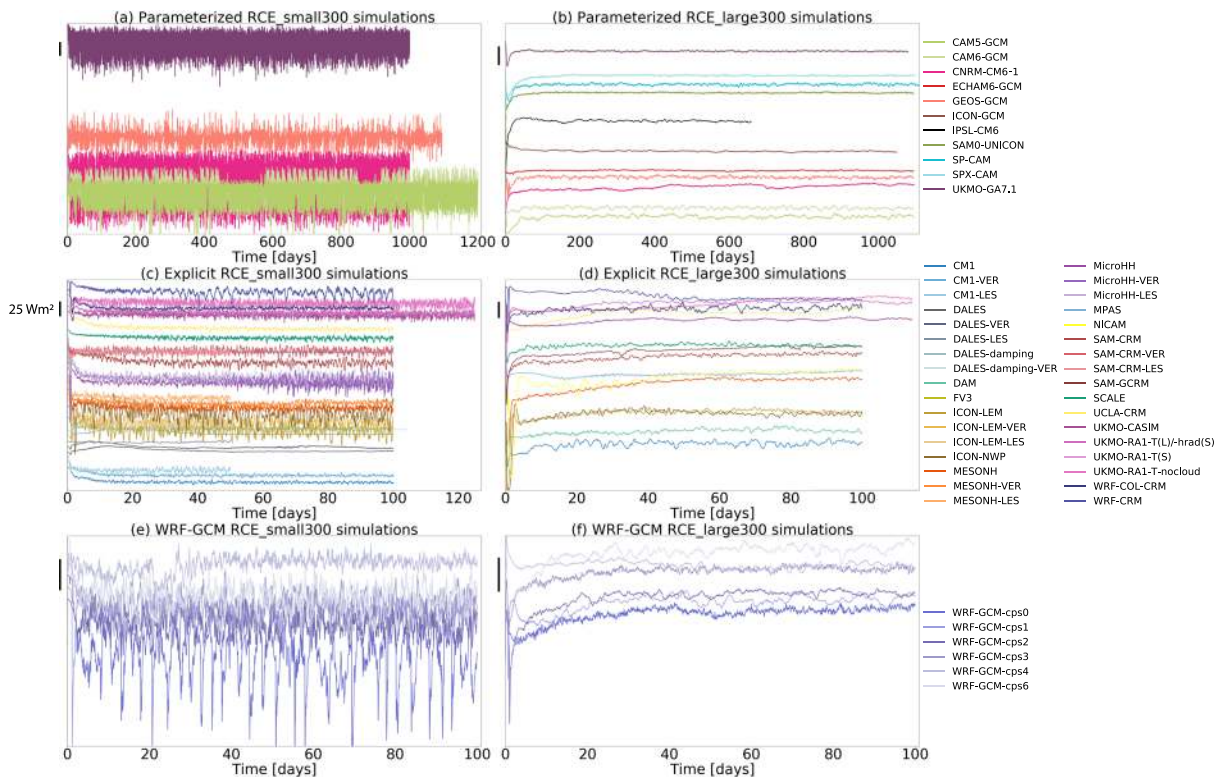 (a) Parameterized RCE_small300 simulations
(b) Parameterized RCE_large300 simulations
CAM5-GCM
CAM6-GCM
CNRM-CM6-1
ECHAM6-GCM
GEOS-GCM
ICON-GCM
IPSL-CM6
SAM0-UNICON
SP-CAM
SPX-CAM
UKMO-GA7.1
0 200 400 600 800 1000 1200
Time [days]
0 200 400 600 800 1000
Time [days]
(c) Explicit RCE_small300 simulations
(d) Explicit RCE_large300 simulations
25 Wm²
CM1
CM1-VER
CM1-LES
DALES
DALES-VER
DALES-LES
DALES-damping
DALES-damping-VER
DAM
FV3
ICON-LEM
ICON-LEM-VER
ICON-LEM-LES
ICON-NWP
MESONH
MESONH-VER
MESONH-LES
MicroHH
MicroHH-VER
MicroHH-LES
MPAS
NICAM
SAM-CRM
SAM-CRM-VER
SAM-CRM-LES
SAM-GCRM
SCALE
UCLA-CRM
UKMO-CASIM
UKMO-RA1-T(L)/-hrad(S)
UKMO-RA1-T(S)
UKMO-RA1-T-nocloud
WRF-COL-CRM
WRF-CRM
0 25 50 75 100 125
Time [days]
0 20 40 60 80 100
Time [days]
(e) WRF-GCM RCE_small300 simulations
(f) WRF-GCM RCE_large300 simulations
WRF-GCM-cps0
WRF-GCM-cps1
WRF-GCM-cps2
WRF-GCM-cps3
WRF-GCM-cps4
WRF-GCM-cps6
0 20 40 60 80 100
Time [days]
0 20 40 60 80 100
Time [days]